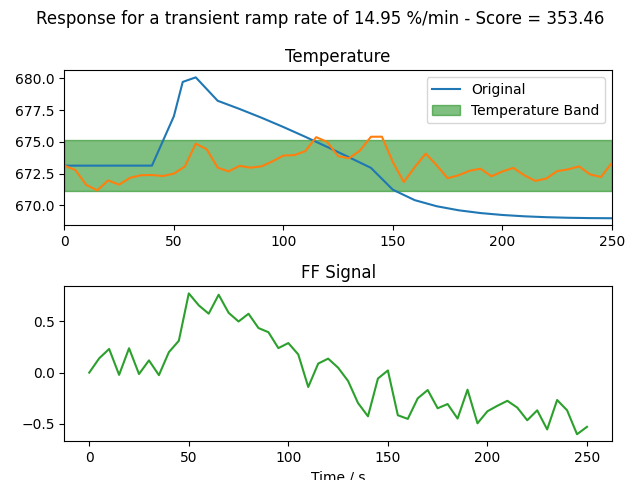 Response for a transient ramp rate of 14.95 %/min - Score = 353.46
Temperature
680.0
677.5
675.0
672.5
670.0
Original
Temperature Band
0 50 100 150 200 250
FF Signal
0.5
0.0
−0.5
0 50 100 150 200 250
Time / s